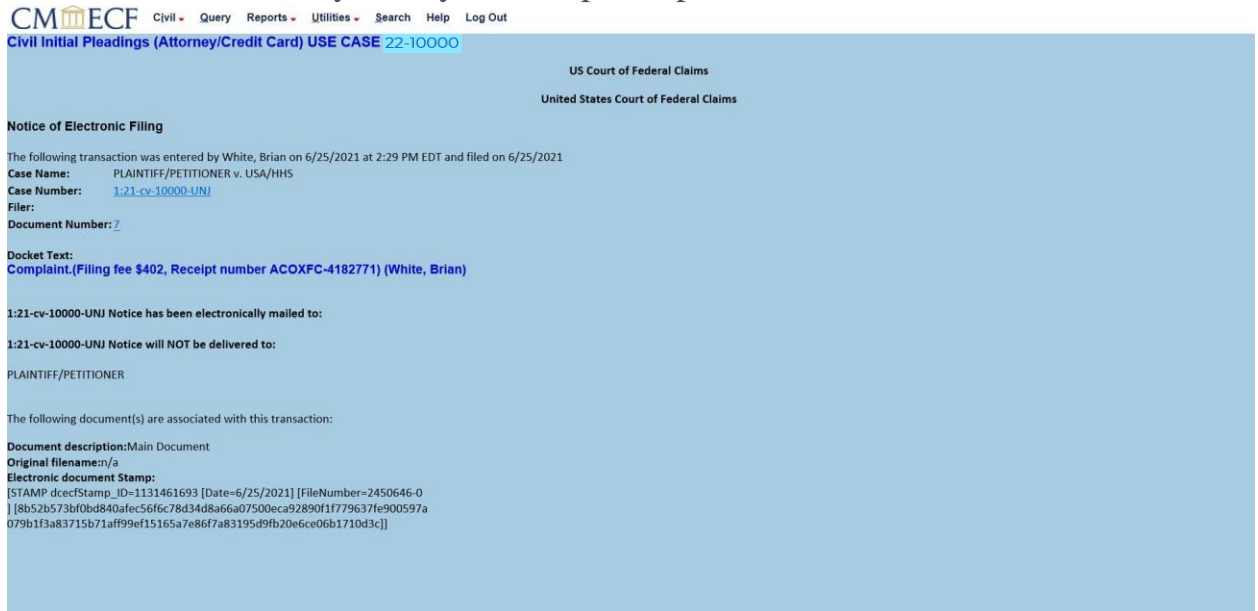 CM ECF Civil Query Reports Utilities Search Help Log Out
Civil Initial Pleadings (Attorney/Credit Card) USE CASE 22-10000
US Court of Federal Claims
United States Court of Federal Claims
Notice of Electronic Filing
The following transaction was entered by White, Brian on 6/25/2021 at 2:29 PM EDT and filed on 6/25/2021
Case Name: PLAINTIFF/PETITIONER v. USA/HHS
Case Number: 1:21-cv-10000-UNJ
Filer:
Document Number: 7
Docket Text:
Complaint.(Filing fee $402, Receipt number ACOXFC-4182771) (White, Brian)
1:21-cv-10000-UNJ Notice has been electronically mailed to:
1:21-cv-10000-UNJ Notice will NOT be delivered to:
PLAINTIFF/PETITIONER
The following document(s) are associated with this transaction:
Document description:Main Document
Original filename:n/a
Electronic document Stamp:
[STAMP dcecfStamp_ID=1131461693 [Date=6/25/2021] [FileNumber=2450646-0
] [8b52b573bf0bd840afec56f6c78d34d8a66a07500eca92890f1f779637fe900597a
079b1f3a83715b71aff99ef15165a7e86f7a83195d9fb20e6ce06b1710d3c]]